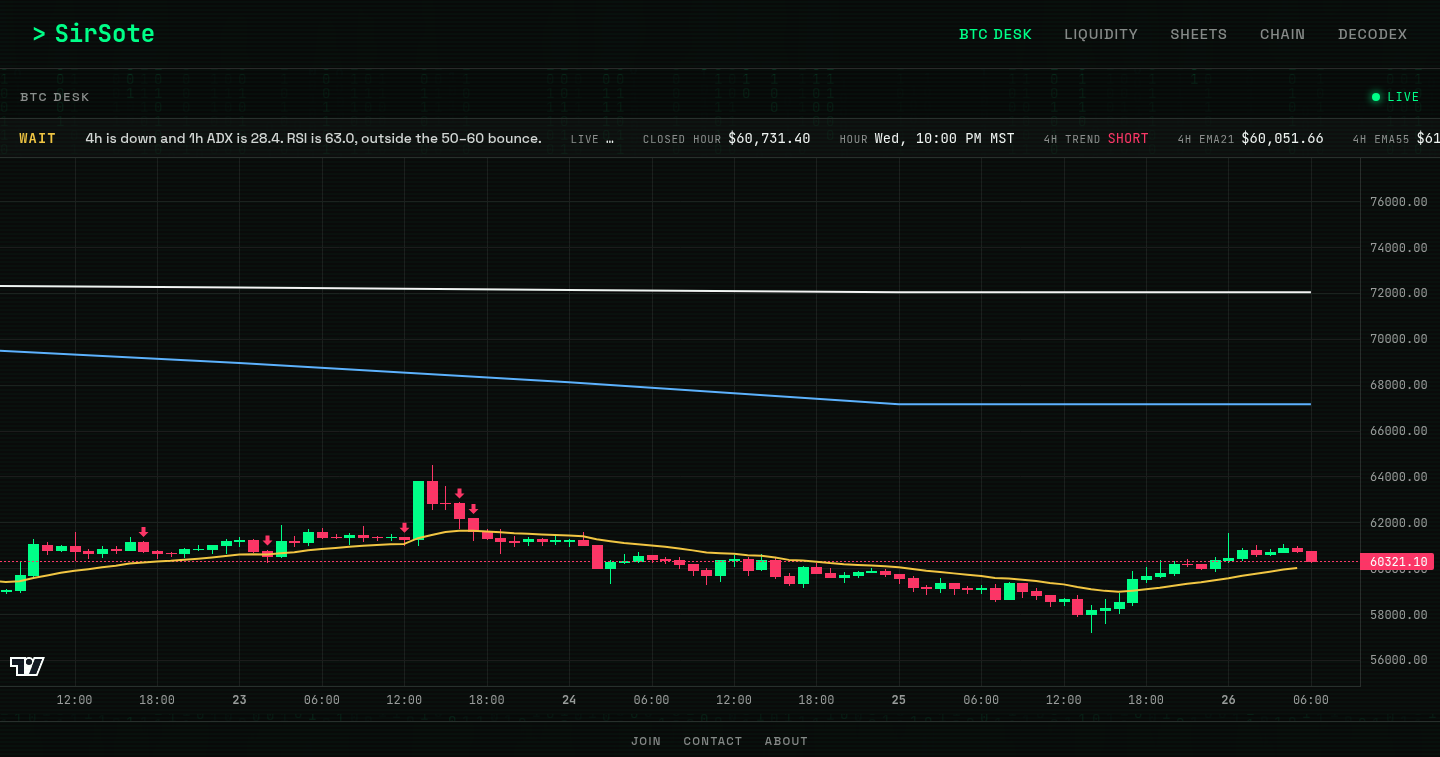 > SirSote
BTC DESK LIQUIDITY SHEETS CHAIN DECODEX
BTC DESK
LIVE
WAIT 4h is down and 1h ADX is 28.4. RSI is 63.0, outside the 50–60 bounce. LIVE … CLOSED HOUR $60,731.40 HOUR Wed, 10:00 PM MST 4H TREND SHORT 4H EMA21 $60,051.66 4H EMA55 $61
76000.00
74000.00
72000.00
70000.00
68000.00
66000.00
64000.00
62000.00
60321.10
58000.00
56000.00
12:00 18:00 23 06:00 12:00 18:00 24 06:00 12:00 18:00 25 06:00 12:00 18:00 26 06:00
JOIN CONTACT ABOUT